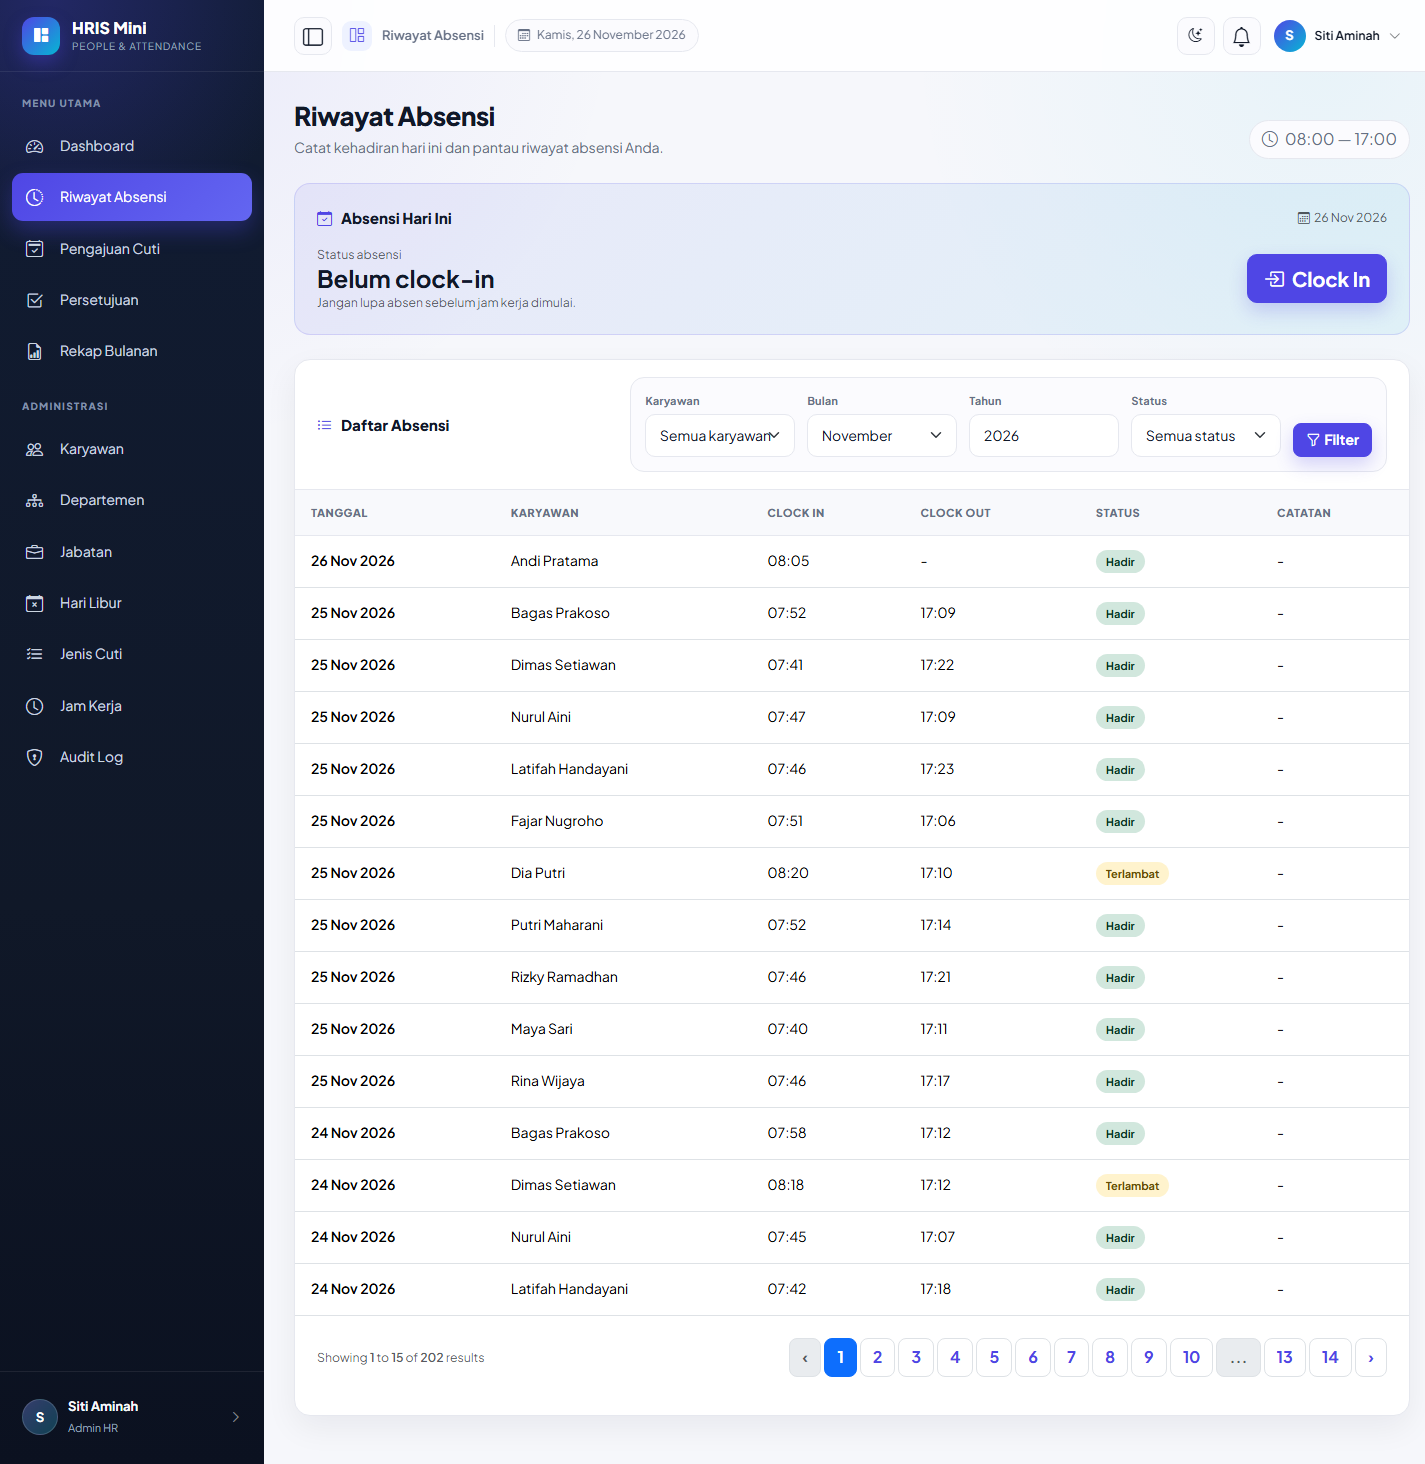 HRIS Mini
PEOPLE & ATTENDANCE
MENU UTAMA
Dashboard
Riwayat Absensi
Pengajuan Cuti
Persetujuan
Rekap Bulanan
ADMINISTRASI
Karyawan
Departemen
Jabatan
Hari Libur
Jenis Cuti
Jam Kerja
Audit Log
S Siti Aminah
Admin HR
Riwayat Absensi Kamis, 26 November 2026 S Siti Aminah
Riwayat Absensi
Catat kehadiran hari ini dan pantau riwayat absensi Anda.
08:00 — 17:00
Absensi Hari Ini 26 Nov 2026
Status absensi
Belum clock-in
Jangan lupa absen sebelum jam kerja dimulai.
Clock In
Daftar Absensi
Karyawan Bulan Tahun Status
Semua karyawan November 2026 Semua status Filter
TANGGAL KARYAWAN CLOCK IN CLOCK OUT STATUS CATATAN
26 Nov 2026 Andi Pratama 08:05 - Hadir -
25 Nov 2026 Bagas Prakoso 07:52 17:09 Hadir -
25 Nov 2026 Dimas Setiawan 07:41 17:22 Hadir -
25 Nov 2026 Nurul Aini 07:47 17:09 Hadir -
25 Nov 2026 Latifah Handayani 07:46 17:23 Hadir -
25 Nov 2026 Fajar Nugroho 07:51 17:06 Hadir -
25 Nov 2026 Dia Putri 08:20 17:10 Terlambat -
25 Nov 2026 Putri Maharani 07:52 17:14 Hadir -
25 Nov 2026 Rizky Ramadhan 07:46 17:21 Hadir -
25 Nov 2026 Maya Sari 07:40 17:11 Hadir -
25 Nov 2026 Rina Wijaya 07:46 17:17 Hadir -
24 Nov 2026 Bagas Prakoso 07:58 17:12 Hadir -
24 Nov 2026 Dimas Setiawan 08:18 17:12 Terlambat -
24 Nov 2026 Nurul Aini 07:45 17:07 Hadir -
24 Nov 2026 Latifah Handayani 07:42 17:18 Hadir -
Showing 1 to 15 of 202 results ‹ 1 2 3 4 5 6 7 8 9 10 ... 13 14 ›